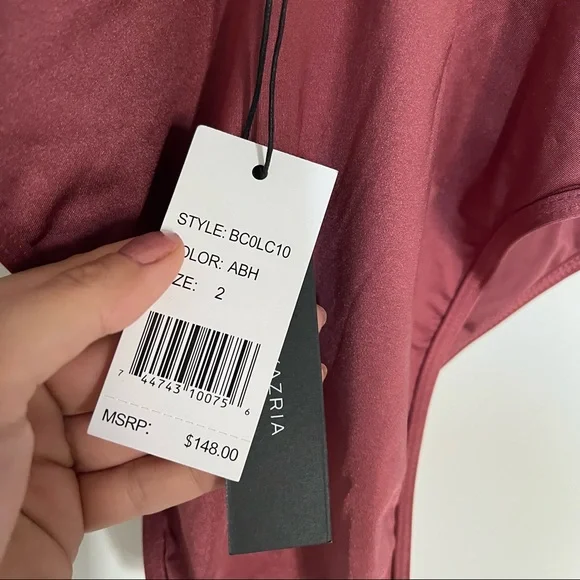 STYLE: BC0LC10
OLOR: ABH
ZE: 2
7 44743 10075 6
MSRP: $148.00
AZRIA